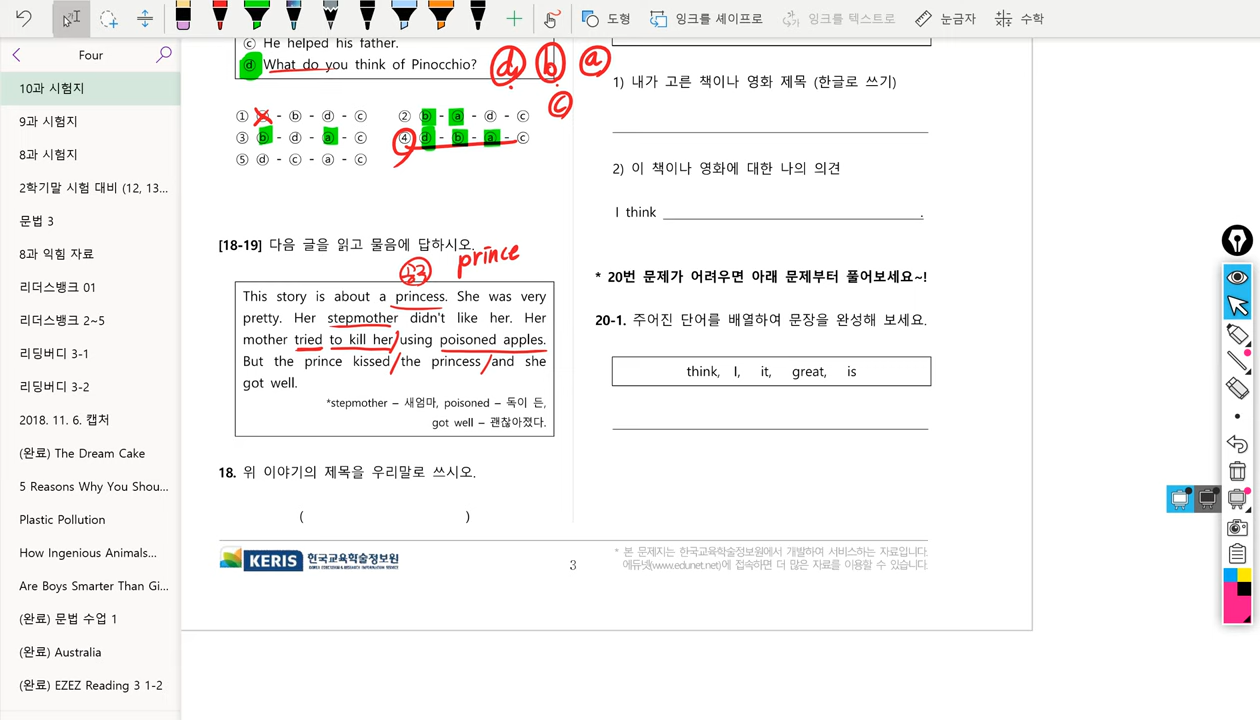 도형
잉크를 셰이프로
잉크를 텍스트로
눈금자
수학
Four
10과 시험지
9과 시험지
8과 시험지
2학기말 시험 대비 (12, 13...
문법 3
8과 익힘 자료
리더스뱅크 01
리더스뱅크 2~5
리딩버디 3-1
리딩버디 3-2
2018. 11. 6. 캡처
(완료) The Dream Cake
5 Reasons Why You Shou...
Plastic Pollution
How Ingenious Animals...
Are Boys Smarter Than Gi...
(완료) 문법 수업 1
(완료) Australia
(완료) EZEZ Reading 3 1-2
ⓒ He helped his father.
ⓓ What do you think of Pinocchio?
ⓓ ⓑ ⓐ
ⓒ
① ⓐ - ⓑ - ⓓ - ⓒ ② ⓑ - ⓐ - ⓓ - ⓒ
③ ⓑ - ⓓ - ⓐ - ⓒ ④ ⓓ - ⓑ - ⓐ - ⓒ
⑤ ⓓ - ⓒ - ⓐ - ⓒ
[18-19] 다음 글을 읽고 물음에 답하시오.
prince
공주
This story is about a princess. She was very
pretty. Her stepmother didn't like her. Her
mother tried to kill her using poisoned apples.
But the prince kissed the princess and she
got well.
*stepmother – 새엄마, poisoned – 독이 든,
got well – 괜찮아졌다.
18. 위 이야기의 제목을 우리말로 쓰시오.
( )
1) 내가 고른 책이나 영화 제목 (한글로 쓰기)
2) 이 책이나 영화에 대한 나의 의견
I think .
* 20번 문제가 어려우면 아래 문제부터 풀어보세요~!
20-1. 주어진 단어를 배열하여 문장을 완성해 보세요.
think, I, it, great, is
KERIS 한국교육학술정보원
3
* 본 문제지는 한국교육학술정보원에서 개발하여 서비스하는 자료입니다.
에듀넷(www.edunet.net)에 접속하면 더 많은 자료를 이용할 수 있습니다.